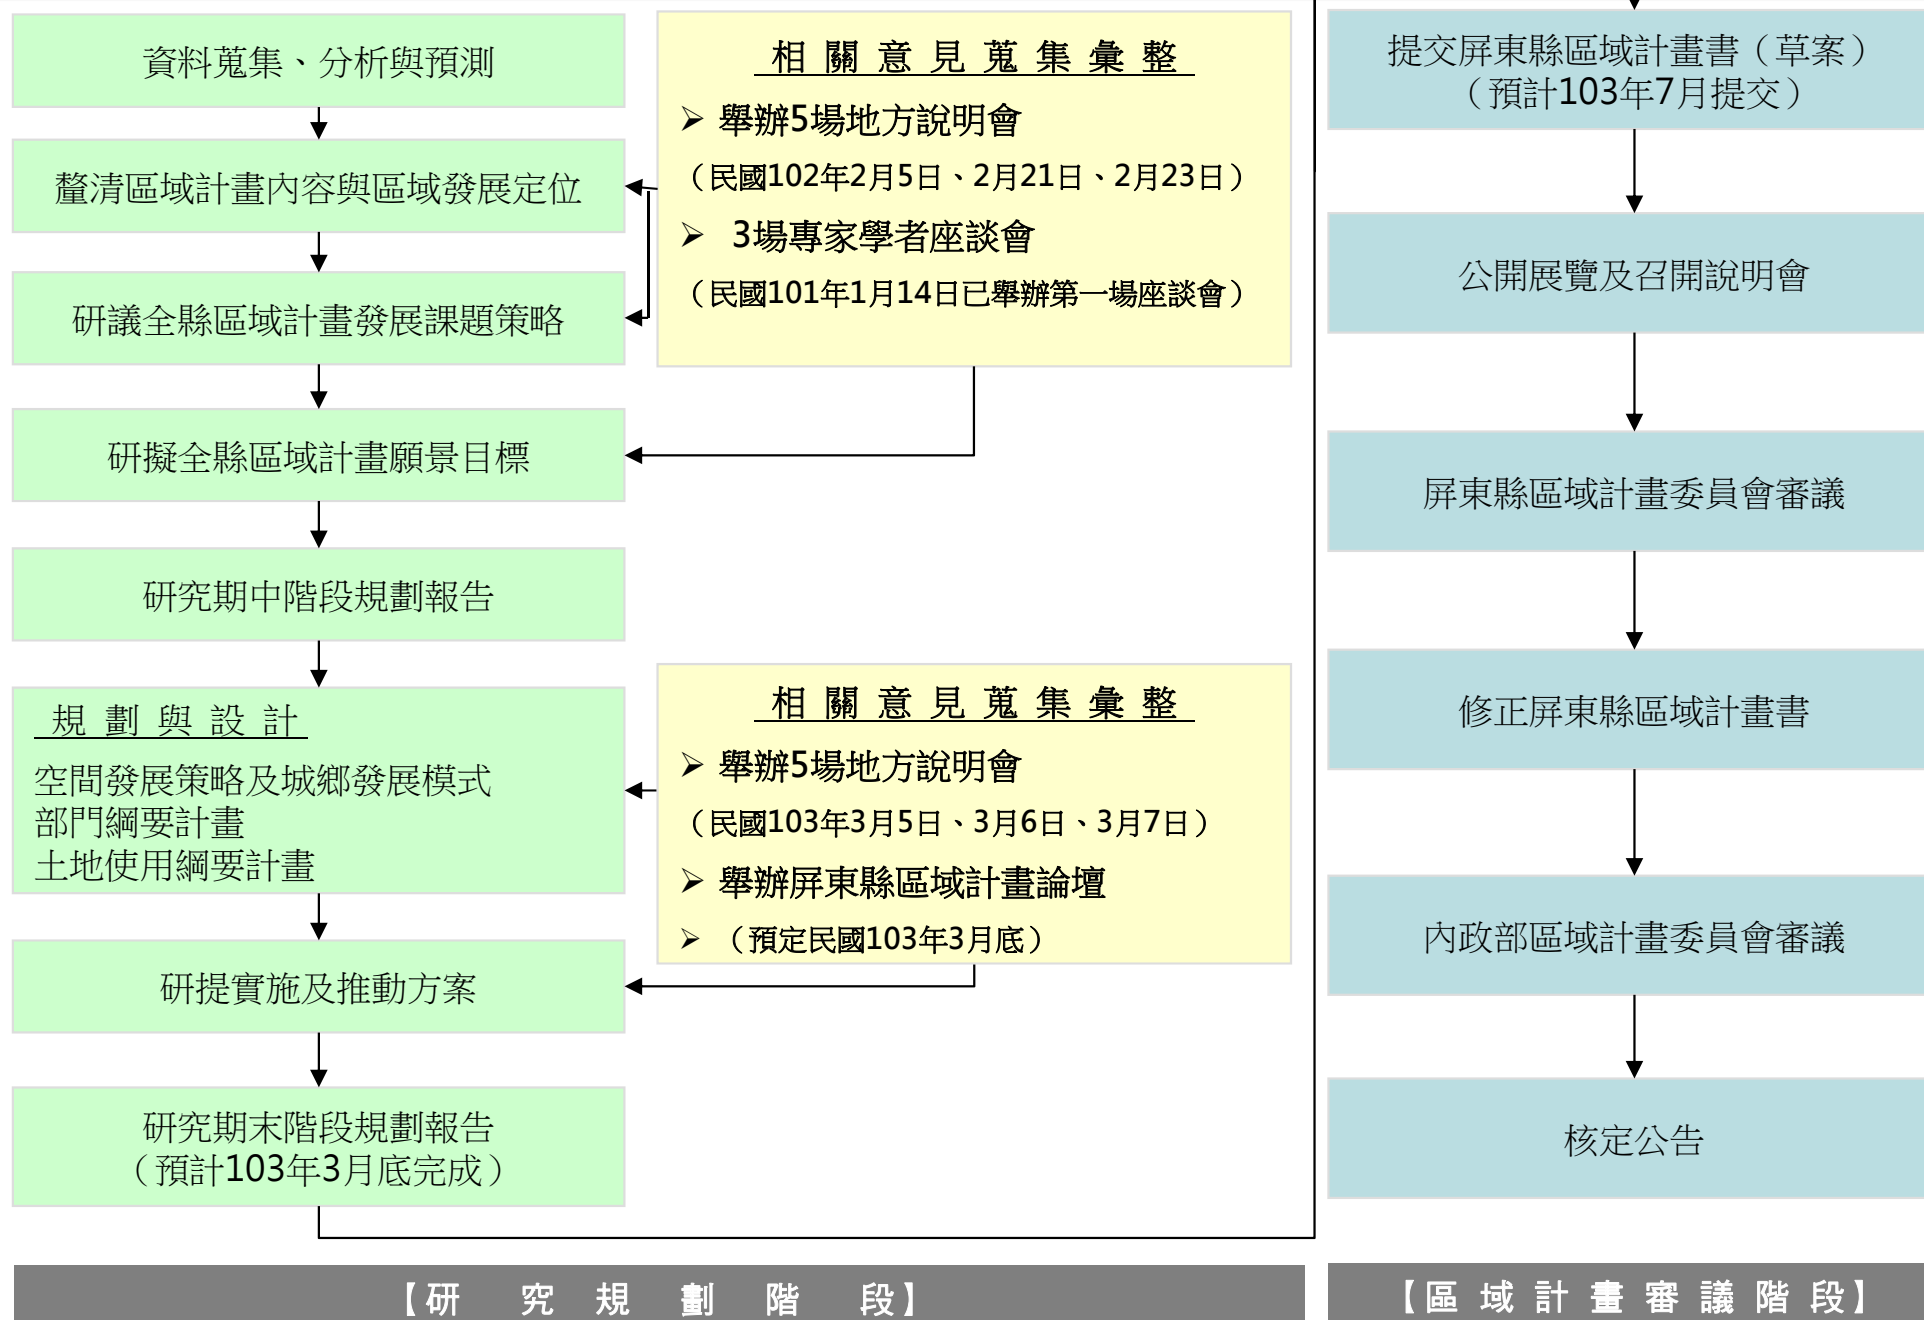 資料蒐集、分析與預測
釐清區域計畫內容與區域發展定位
研議全縣區域計畫發展課題策略
研擬全縣區域計畫願景目標
研究期中階段規劃報告
規劃與設計
空間發展策略及城鄉發展模式
部門綱要計畫
土地使用綱要計畫
研提實施及推動方案
研究期末階段規劃報告
（預計103年3月底完成）
相關意見蒐集彙整
➢ 舉辦5場地方說明會
（民國102年2月5日、2月21日、2月23日）
➢ 3場專家學者座談會
（民國101年1月14日已舉辦第一場座談會）
相關意見蒐集彙整
➢ 舉辦5場地方說明會
（民國103年3月5日、3月6日、3月7日）
➢ 舉辦屏東縣區域計畫論壇
➢ （預定民國103年3月底）
【研究規劃階段】
提交屏東縣區域計畫書（草案）
（預計103年7月提交）
公開展覽及召開說明會
屏東縣區域計畫委員會審議
修正屏東縣區域計畫書
內政部區域計畫委員會審議
核定公告
【區域計畫審議階段】